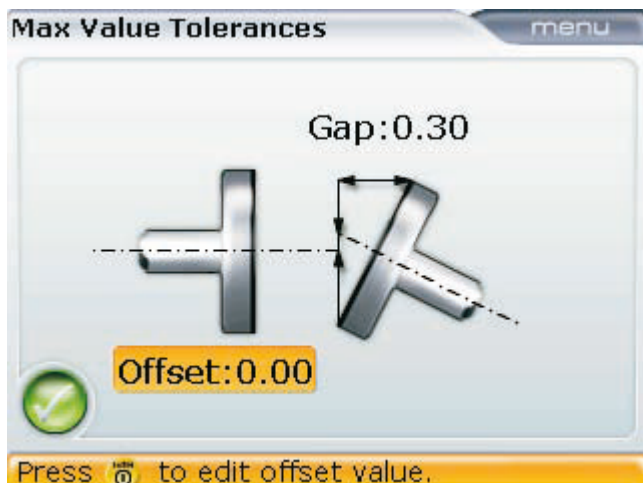 Max Value Tolerances
menu
Gap:0.30
Offset:0.00
Press to edit offset value.